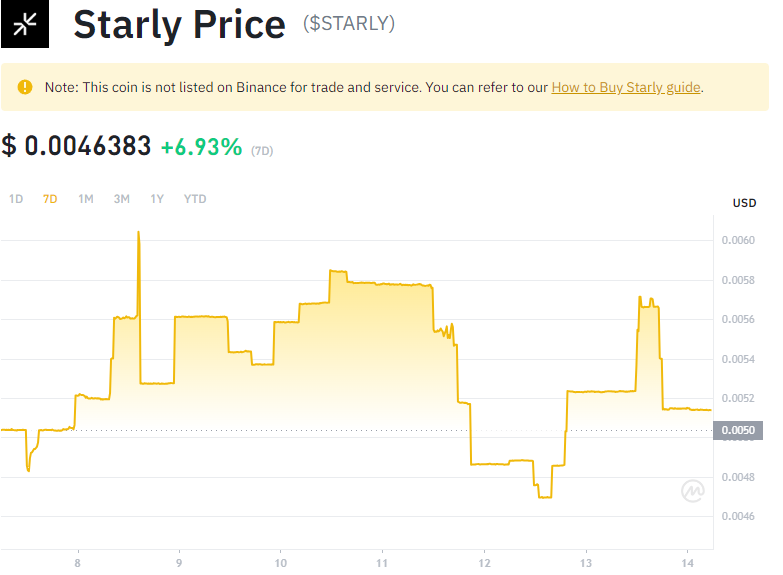 Starly Price ($STARLY)
Note: This coin is not listed on Binance for trade and service. You can refer to our How to Buy Starly guide.
$ 0.0046383 +6.93% (7D)
1D 7D 1M 3M 1Y YTD
USD
0.0060
0.0058
0.0056
0.0054
0.0052
0.0050
0.0048
0.0046
8 9 10 11 12 13 14